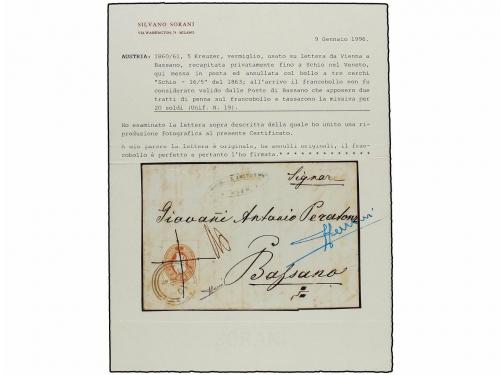 SILVANO SORANI
VIA WASHINGTON, 74 - MILANO
9 Gennaio 1996.
AUSTRIA: 1860/61, 5 Kreuzer, vermiglio, usato su lettera da Vienna a
Bassano, recapitata privatamente fino a Schio nel Veneto,
qui messa in posta ed annullata col bollo a tre cerchi
"Schio - 16/5" del 1863; all'arrivo il francobollo non fu
considerato valido dalle Poste di Bassano che apposero due
tratti di penna sul francobollo e tassarono la missiva per
20 soldi (Unif. N. 19).
Ho esaminato la lettera sopra descritta della quale ho unito una ri-
produzione fotografica al presente Certificato.
A mio parere la lettera è originale, ha annulli originali, il fran-
cobollo è perfetto e pertanto l'ho firmata. * * * * * * * * * * * * *
Signor
Giovañi Antonio
Bassano